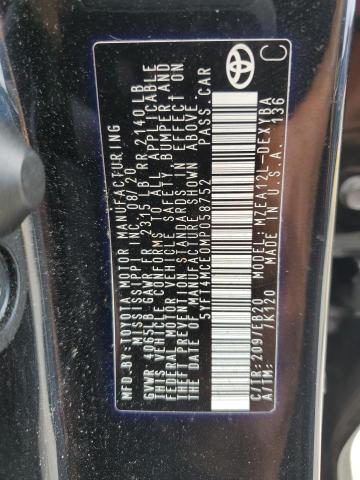 MFD.BY:TOYOTA MOTOR MANUFACTURING
MISSISSIPPI INC. 08/20
GVWR 4065LB GAWR FR 2315LB RR 2140LB
THIS VEHICLE CONFORMS TO ALL APPLICABLE
FEDERAL MOTOR VEHICLE SAFETY, BUMPER AND
THEFT PREVENTION STANDARDS IN EFFECT ON
THE DATE OF MANUFACTURE SHOWN ABOVE.
5YFT4MCE0MP058752 PASS.CAR
TOYOTA
C
C/TR:209/EB20 MODEL:MZEA12L-DEXVBA
A/TM: /K120 U.S.A. 136